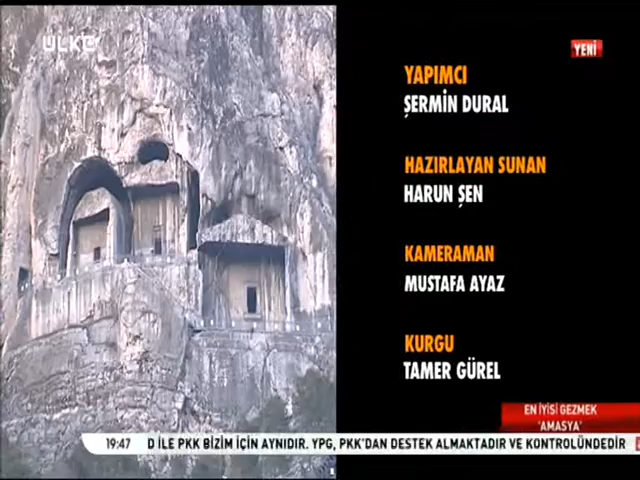 ÜLKE
YENİ
YAPIMCI
ŞERMİN DURAL
HAZIRLAYAN SUNAN
HARUN ŞEN
KAMERAMAN
MUSTAFA AYAZ
KURGU
TAMER GÜREL
EN İYİSİ GEZMEK
'AMASYA'
19:47 D İLE PKK BİZİM İÇİN AYNIDIR. YPG, PKK'DAN DESTEK ALMAKTADIR VE KONTROLÜNDEDİR